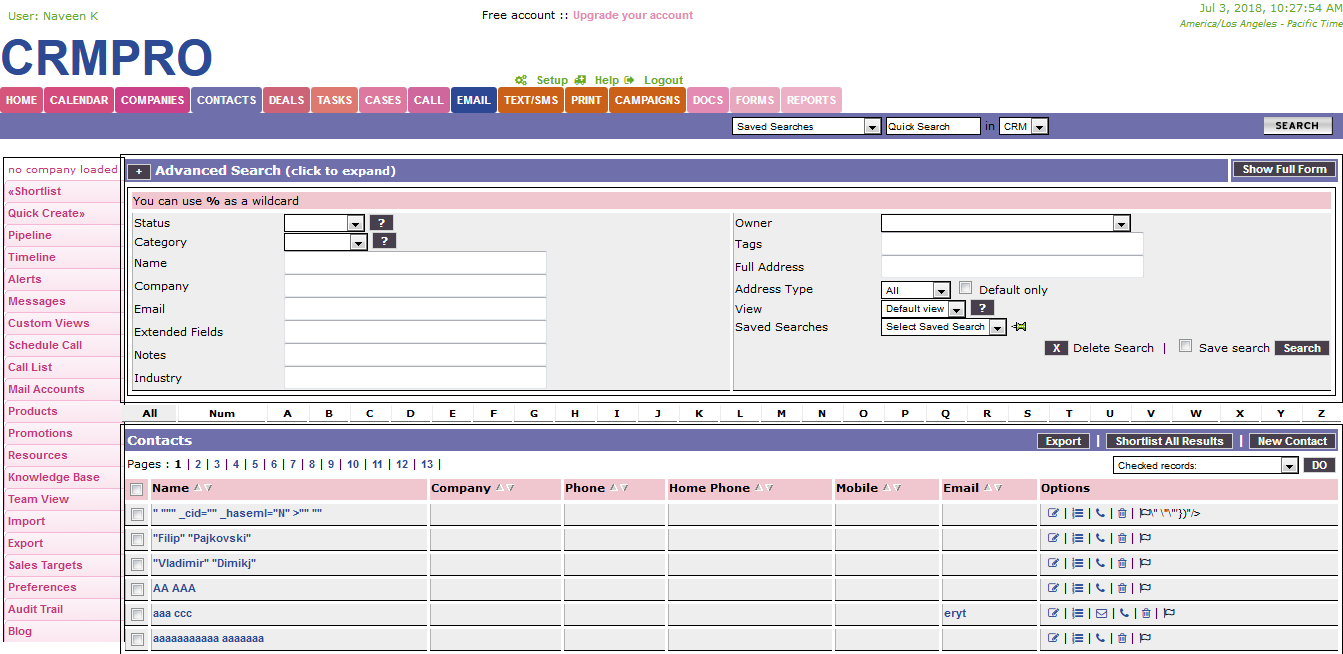 User: Naveen K
Free account :: Upgrade your account
Jul 3, 2018, 10:27:54 AM
America/Los Angeles - Pacific Time
CRMPRO
Setup Help Logout
HOME CALENDAR COMPANIES CONTACTS DEALS TASKS CASES CALL EMAIL TEXT/SMS PRINT CAMPAIGNS DOCS FORMS REPORTS
Saved Searches Quick Search in CRM SEARCH
no company loaded
«Shortlist
Quick Create»
Pipeline
Timeline
Alerts
Messages
Custom Views
Schedule Call
Call List
Mail Accounts
Products
Promotions
Resources
Knowledge Base
Team View
Import
Export
Sales Targets
Preferences
Audit Trail
Blog
+ Advanced Search (click to expand) Show Full Form
You can use % as a wildcard
Status ?
Category ?
Name
Company
Email
Extended Fields
Notes
Industry
Owner
Tags
Full Address
Address Type All Default only
View Default view ?
Saved Searches Select Saved Search
X Delete Search | Save search Search
All Num A B C D E F G H I J K L M N O P Q R S T U V W X Y Z
Contacts Export | Shortlist All Results | New Contact
Pages : 1 | 2 | 3 | 4 | 5 | 6 | 7 | 8 | 9 | 10 | 11 | 12 | 13 |
Checked records: DO
Name Company Phone Home Phone Mobile Email Options
" """ _cid="" _haseml="N" >"" "" | | | | \" \"\"'})"/>
"Filip" "Pajkovski" | | | |
"Vladimir" "Dimikj" | | | |
AA AAA | | | |
aaa ccc eryt | | | | |
aaaaaaaaaaa aaaaaaa | | | |